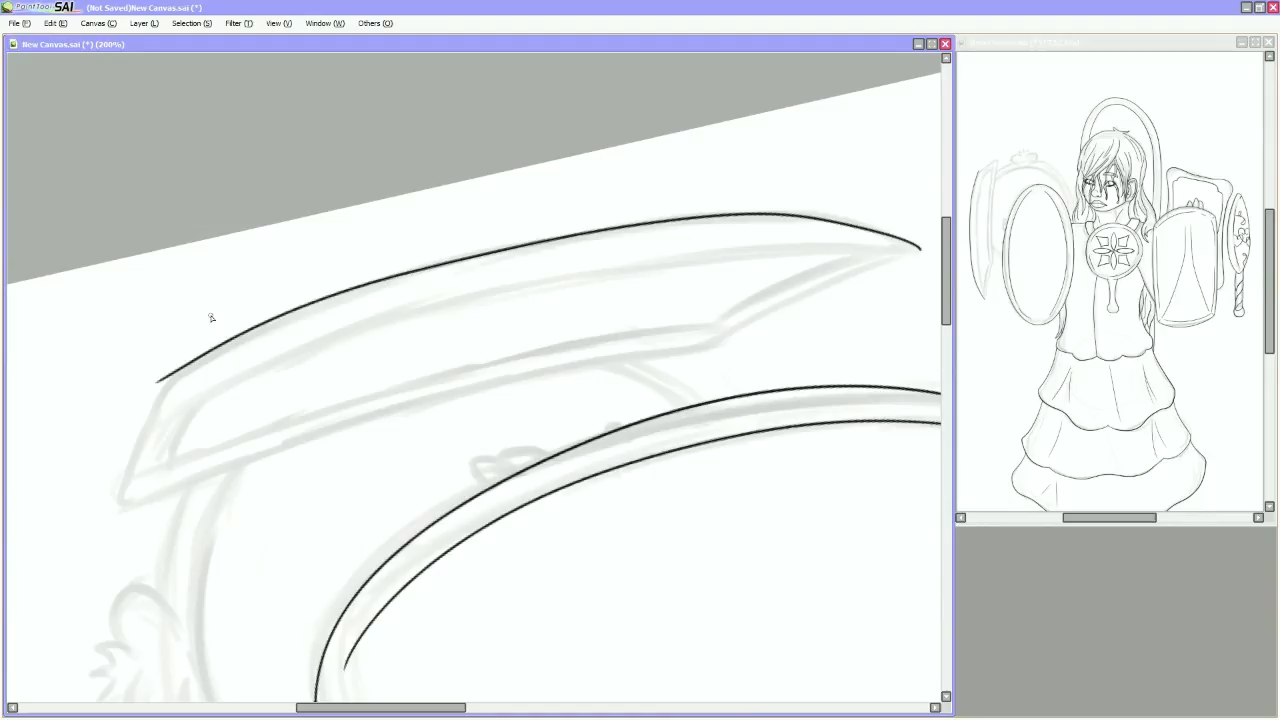 PaintTool SAI (Not Saved)New Canvas.sai (*)
File (F) Edit (E) Canvas (C) Layer (L) Selection (S) Filter (T) View (V) Window (W) Others (O)
New Canvas.sai (*) (200%)